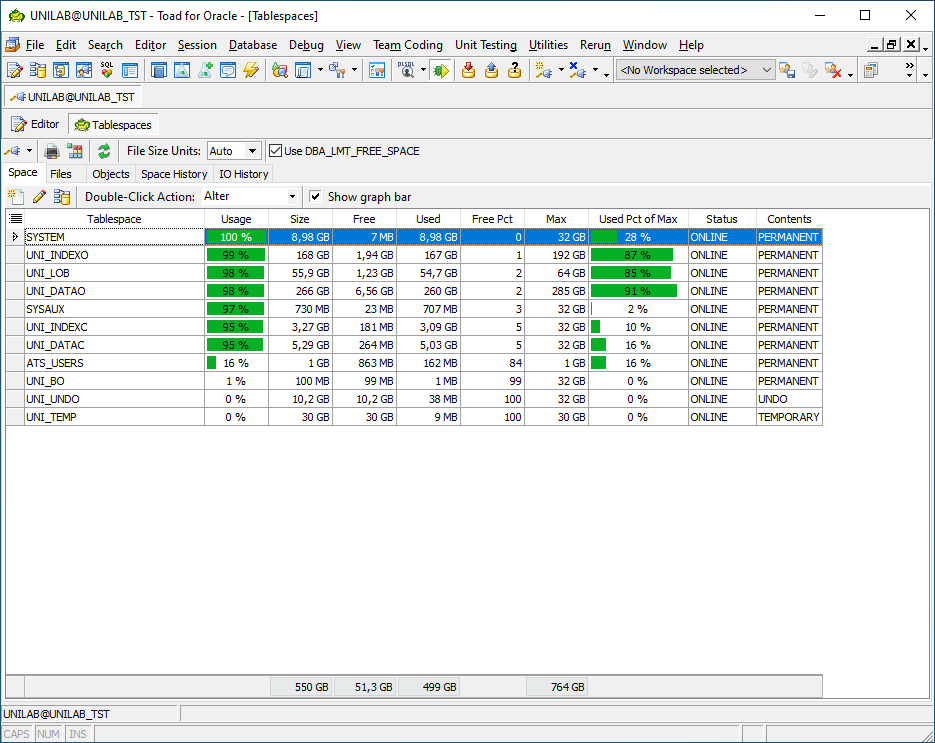 UNILAB@UNILAB_TST - Toad for Oracle - [Tablespaces]
File Edit Search Editor Session Database Debug View Team Coding Unit Testing Utilities Rerun Window Help
SQL PLSQL <No Workspace selected>
UNILAB@UNILAB_TST
Editor Tablespaces
File Size Units: Auto Use DBA_LMT_FREE_SPACE
Space Files Objects Space History IO History
Double-Click Action: Alter Show graph bar
Tablespace Usage Size Free Used Free Pct Max Used Pct of Max Status Contents
SYSTEM 100 % 8,98 GB 7 MB 8,98 GB 0 32 GB 28 % ONLINE PERMANENT
UNI_INDEXO 99 % 168 GB 1,94 GB 167 GB 1 192 GB 87 % ONLINE PERMANENT
UNI_LOB 98 % 55,9 GB 1,23 GB 54,7 GB 2 64 GB 85 % ONLINE PERMANENT
UNI_DATAO 98 % 266 GB 6,56 GB 260 GB 2 285 GB 91 % ONLINE PERMANENT
SYSAUX 97 % 730 MB 23 MB 707 MB 3 32 GB 2 % ONLINE PERMANENT
UNI_INDEXC 95 % 3,27 GB 181 MB 3,09 GB 5 32 GB 10 % ONLINE PERMANENT
UNI_DATAC 95 % 5,29 GB 264 MB 5,03 GB 5 32 GB 16 % ONLINE PERMANENT
ATS_USERS 16 % 1 GB 863 MB 162 MB 84 1 GB 16 % ONLINE PERMANENT
UNI_BO 1 % 100 MB 99 MB 1 MB 99 32 GB 0 % ONLINE PERMANENT
UNI_UNDO 0 % 10,2 GB 10,2 GB 38 MB 100 32 GB 0 % ONLINE UNDO
UNI_TEMP 0 % 30 GB 30 GB 9 MB 100 30 GB 0 % ONLINE TEMPORARY
550 GB 51,3 GB 499 GB 764 GB
UNILAB@UNILAB_TST
CAPS NUM INS